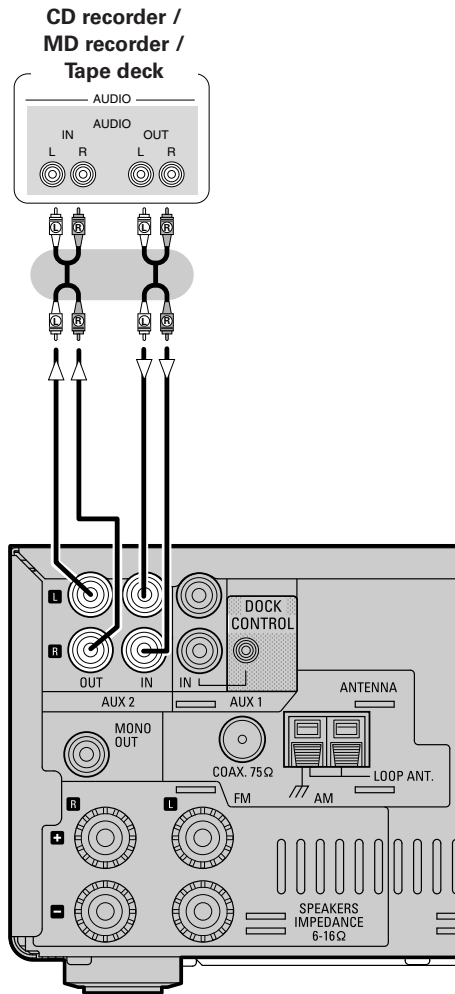 CD recorder /
MD recorder /
Tape deck
AUDIO
AUDIO
IN OUT
L R L R
L R L R
L R L R
L
DOCK
CONTROL
R
OUT IN IN
AUX 2 AUX 1
ANTENNA
MONO
OUT
COAX. 75Ω
LOOP ANT.
FM AM
R L
+
−
SPEAKERS
IMPEDANCE
6-16Ω